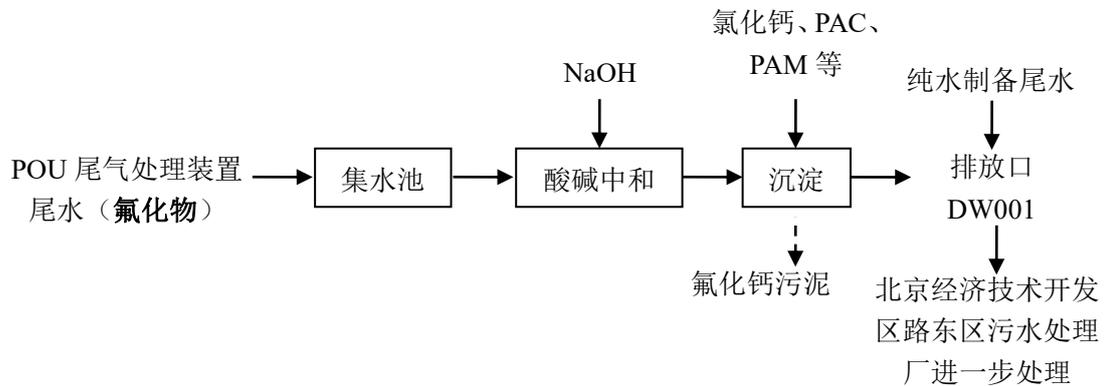 氯化钙、PAC、
PAM 等
NaOH
纯水制备尾水
POU 尾气处理装置
尾水（氟化物）
集水池
酸碱中和
沉淀
排放口
DW001
氟化钙污泥
北京经济技术开发
区路东区污水处理
厂进一步处理